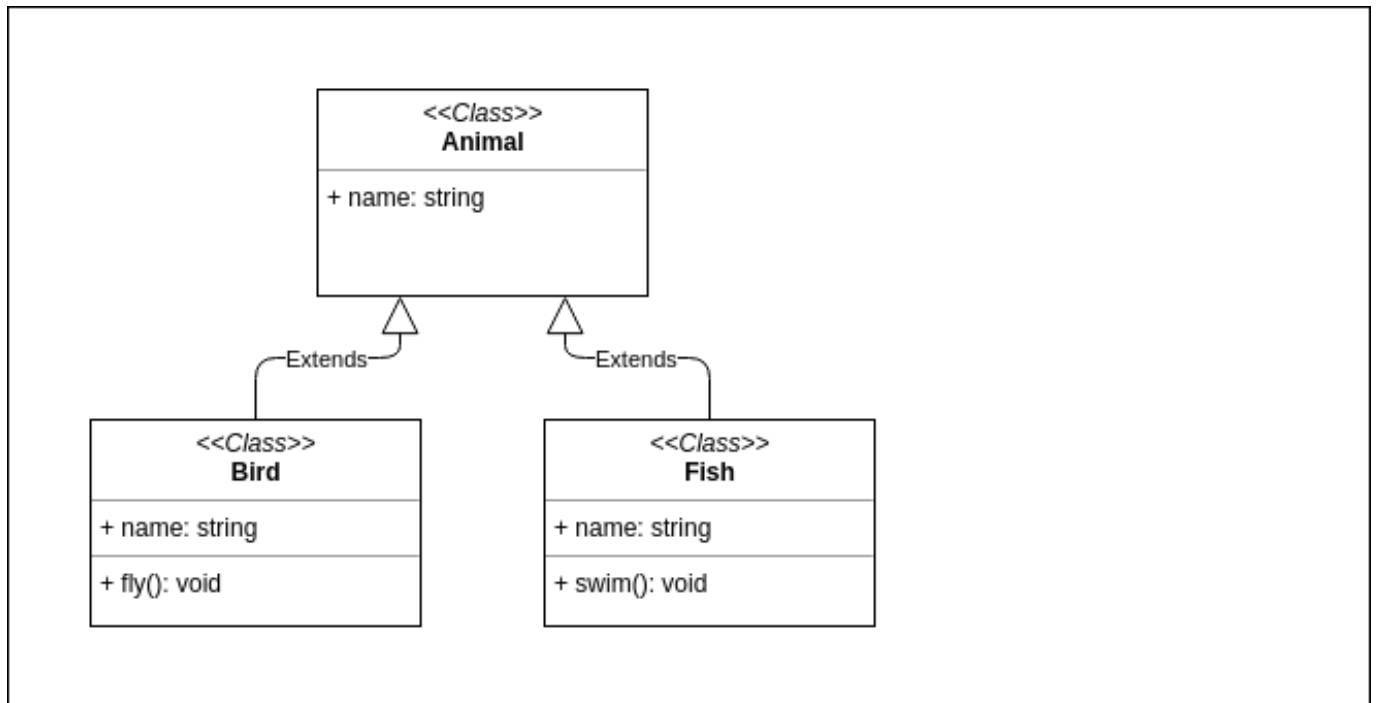 <<Class>>
Animal
+ name: string
Extends
Extends
<<Class>>
Bird
+ name: string
+ fly(): void
<<Class>>
Fish
+ name: string
+ swim(): void